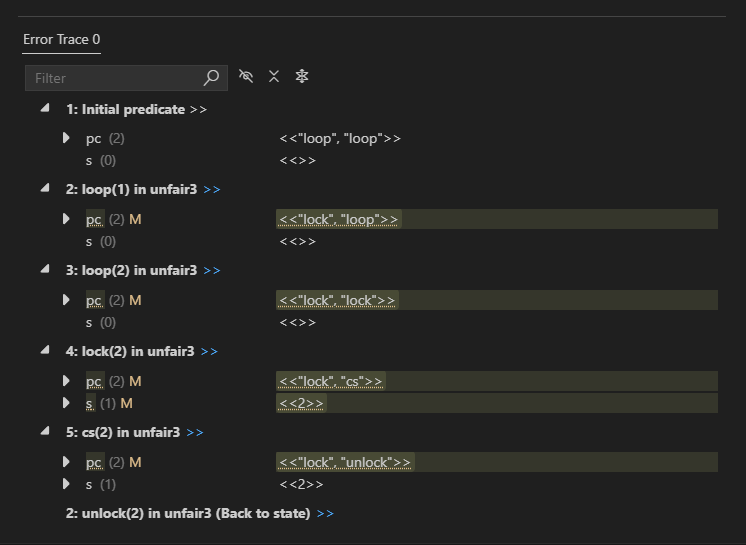 Error Trace 0
Filter
1: Initial predicate >>
pc (2) <<"loop", "loop">>
s (0) <<>>
2: loop(1) in unfair3 >>
pc (2) M <<"lock", "loop">>
s (0) <<>>
3: loop(2) in unfair3 >>
pc (2) M <<"lock", "lock">>
s (0) <<>>
4: lock(2) in unfair3 >>
pc (2) M <<"lock", "cs">>
s (1) M <<2>>
5: cs(2) in unfair3 >>
pc (2) M <<"lock", "unlock">>
s (1) <<2>>
2: unlock(2) in unfair3 (Back to state) >>